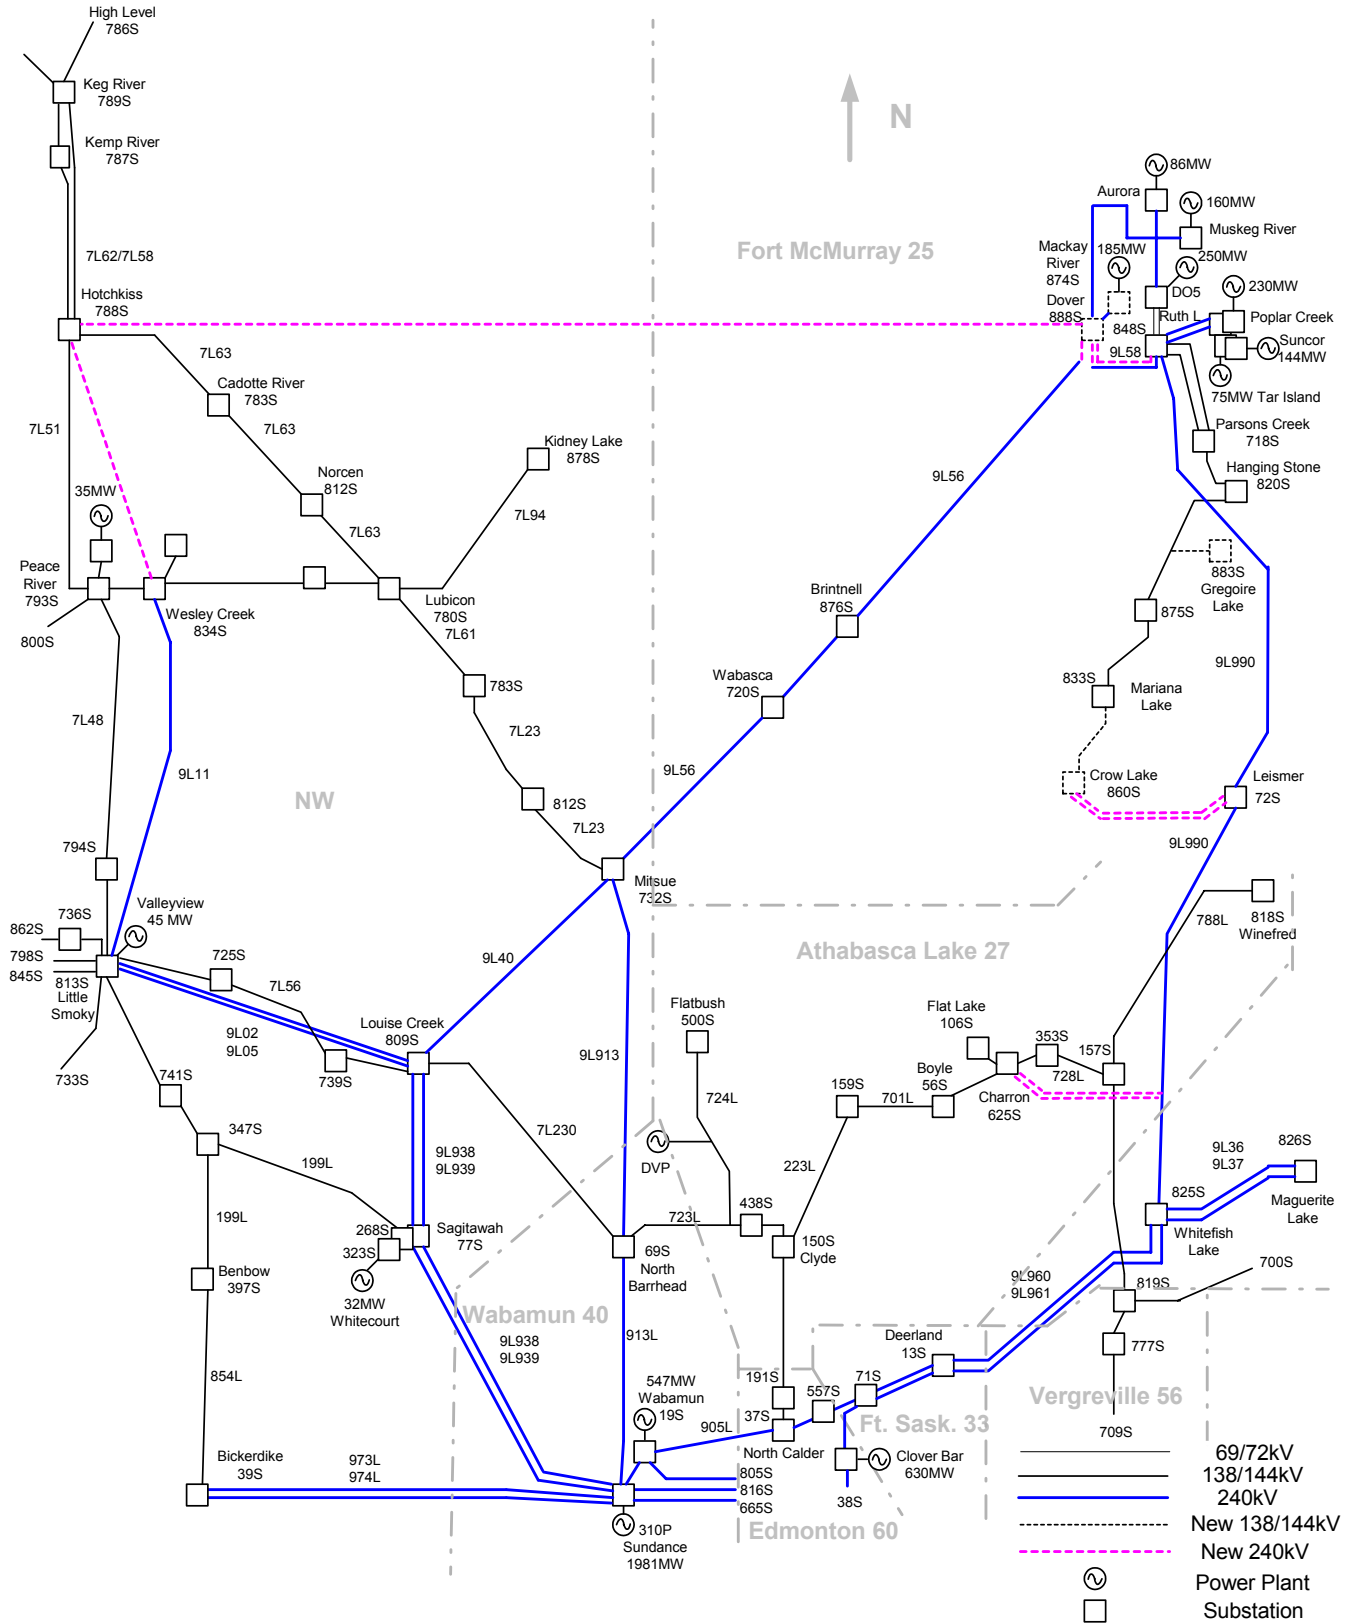 High Level
786S
Keg River
789S
Kemp River
787S
7L62/7L58
Hotchkiss
788S
N
Fort McMurray 25
86MW
Aurora
160MW
Muskeg River
Mackay
River
874S
185MW
250MW
Dover
888S
DO5
230MW
848S
Ruth L
Poplar Creek
9L58
Suncor
144MW
75MW Tar Island
7L63
Cadotte River
783S
7L51
7L63
Parsons Creek
718S
Kidney Lake
878S
Hanging Stone
820S
Norcen
812S
9L56
35MW
7L63
7L94
Peace
River
793S
883S
Gregoire
Lake
Brintnell
876S
Wesley Creek
834S
Lubicon
780S
875S
800S
7L61
9L990
Wabasca
720S
783S
833S
Mariana
Lake
7L48
7L23
9L11
9L56
Crow Lake
860S
Leismer
72S
NW
812S
7L23
9L990
794S
Mitsue
732S
Valleyview
45 MW
736S
862S
788L
818S
Winefred
798S
845S
813S
Little
Smoky
725S
9L40
Athabasca Lake 27
7L56
Flatbush
500S
Flat Lake
106S
9L02
9L05
Louise Creek
809S
353S
157S
9L913
733S
739S
Boyle
56S
728L
741S
159S
701L
Charron
625S
724L
347S
7L230
9L938
9L939
DVP
9L36
9L37
826S
199L
223L
438S
825S
Maguerite
Lake
199L
268S
Sagitawah
77S
723L
Whitefish
Lake
323S
69S
North
Barrhead
150S
Clyde
700S
Benbow
397S
32MW
Whitecourt
9L960
9L961
819S
Wabamun 40
9L938
9L939
913L
Deerland
13S
777S
854L
547MW
Wabamun
19S
191S
557S
71S
Vergreville 56
37S
905L
Ft. Sask. 33
709S
North Calder
Bickerdike
39S
973L
974L
Clover Bar
630MW
805S
816S
665S
38S
Edmonton 60
310P
Sundance
1981MW
69/72kV
138/144kV
240kV
New 138/144kV
New 240kV
Power Plant
Substation